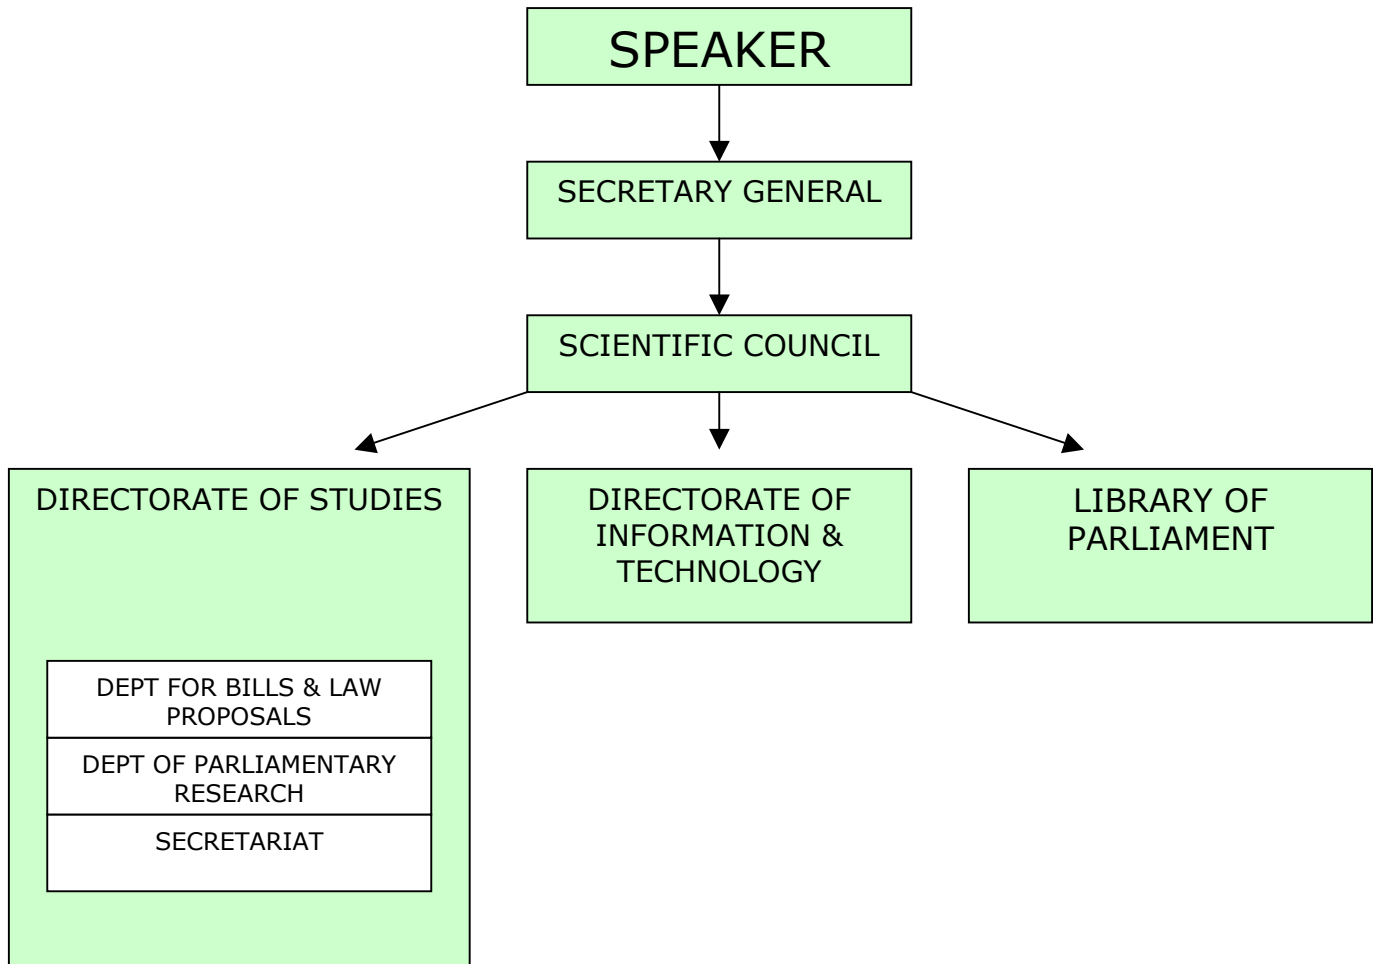 SPEAKER
SECRETARY GENERAL
SCIENTIFIC COUNCIL
DIRECTORATE OF STUDIES
DIRECTORATE OF
INFORMATION &
TECHNOLOGY
LIBRARY OF
PARLIAMENT
DEPT FOR BILLS & LAW
PROPOSALS
DEPT OF PARLIAMENTARY
RESEARCH
SECRETARIAT